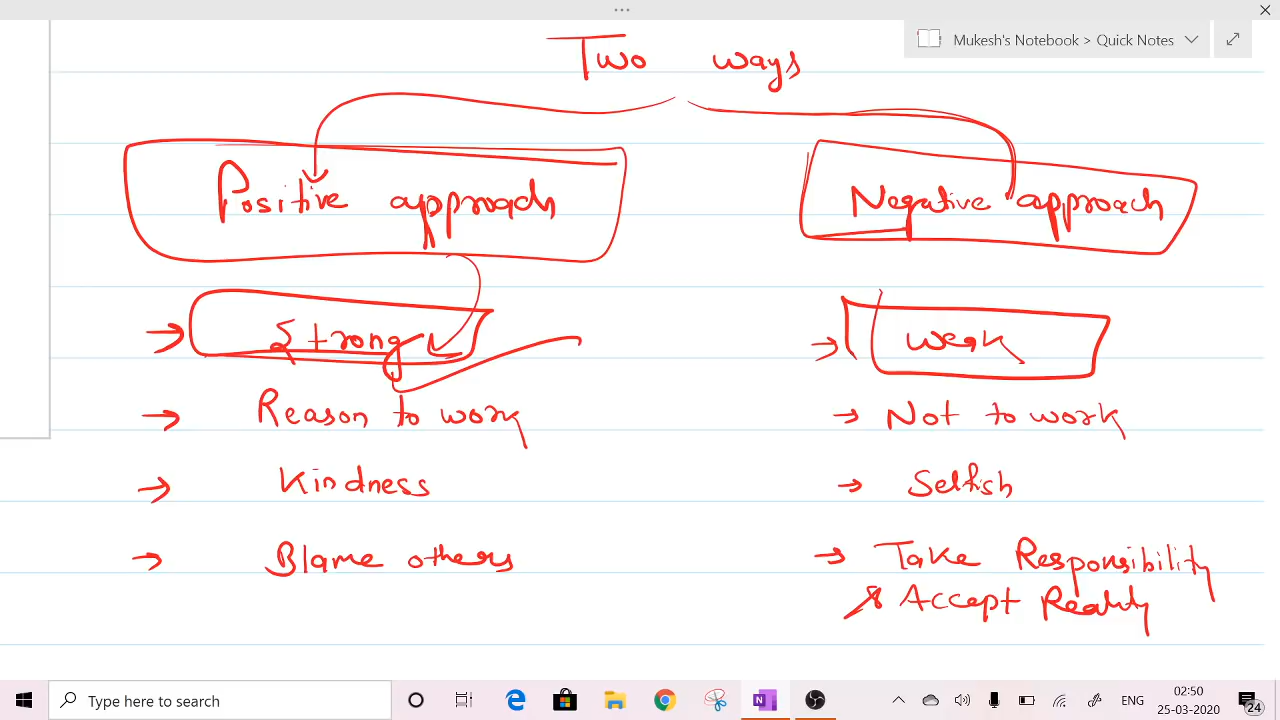 Mukesh's Notebook > Quick Notes
Two ways
Positive approach
Negative approach
Strong
Weak
Reason to work
Not to work
Kindness
Selfish
Blame others
Take Responsibility
& Accept Reality
Type here to search
ENG
02:50
25-03-2020
24